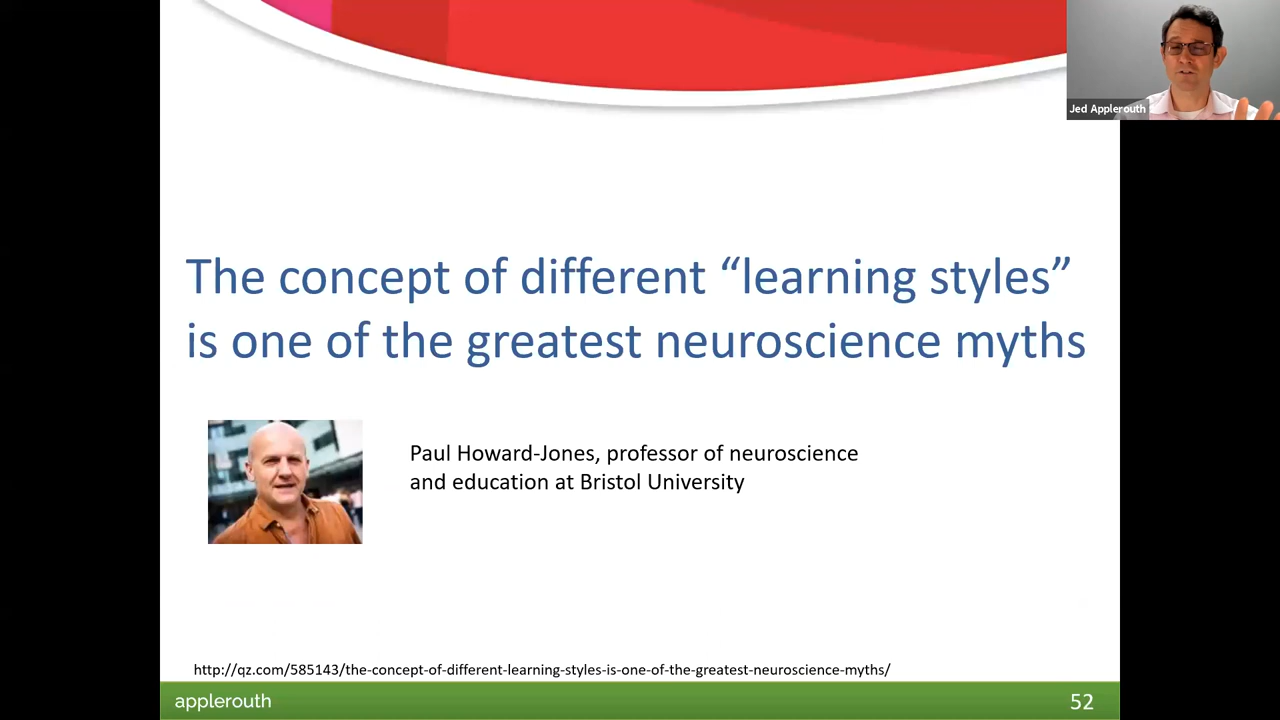 Jed Applerouth
The concept of different “learning styles”
is one of the greatest neuroscience myths
Paul Howard-Jones, professor of neuroscience
and education at Bristol University
http://qz.com/585143/the-concept-of-different-learning-styles-is-one-of-the-greatest-neuroscience-myths/
applerouth
52